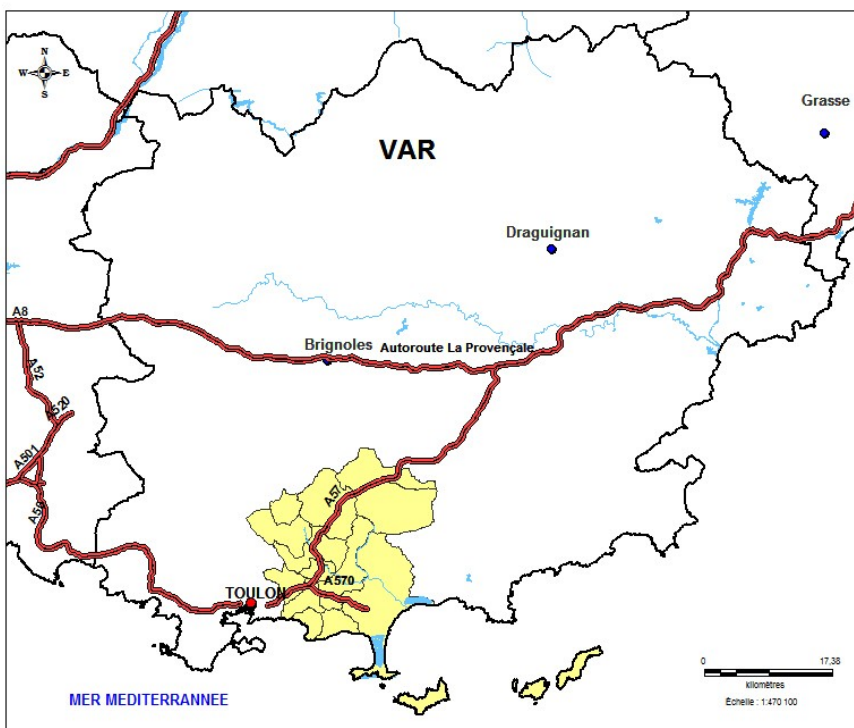 N
W E
S
Grasse
VAR
Draguignan
A8
Brignoles
Autoroute La Provençale
A52
A520
A501
A50
A57
A570
TOULON
0 17,38
kilomètres
Échelle : 1:470 100
MER MEDITERRANNEE